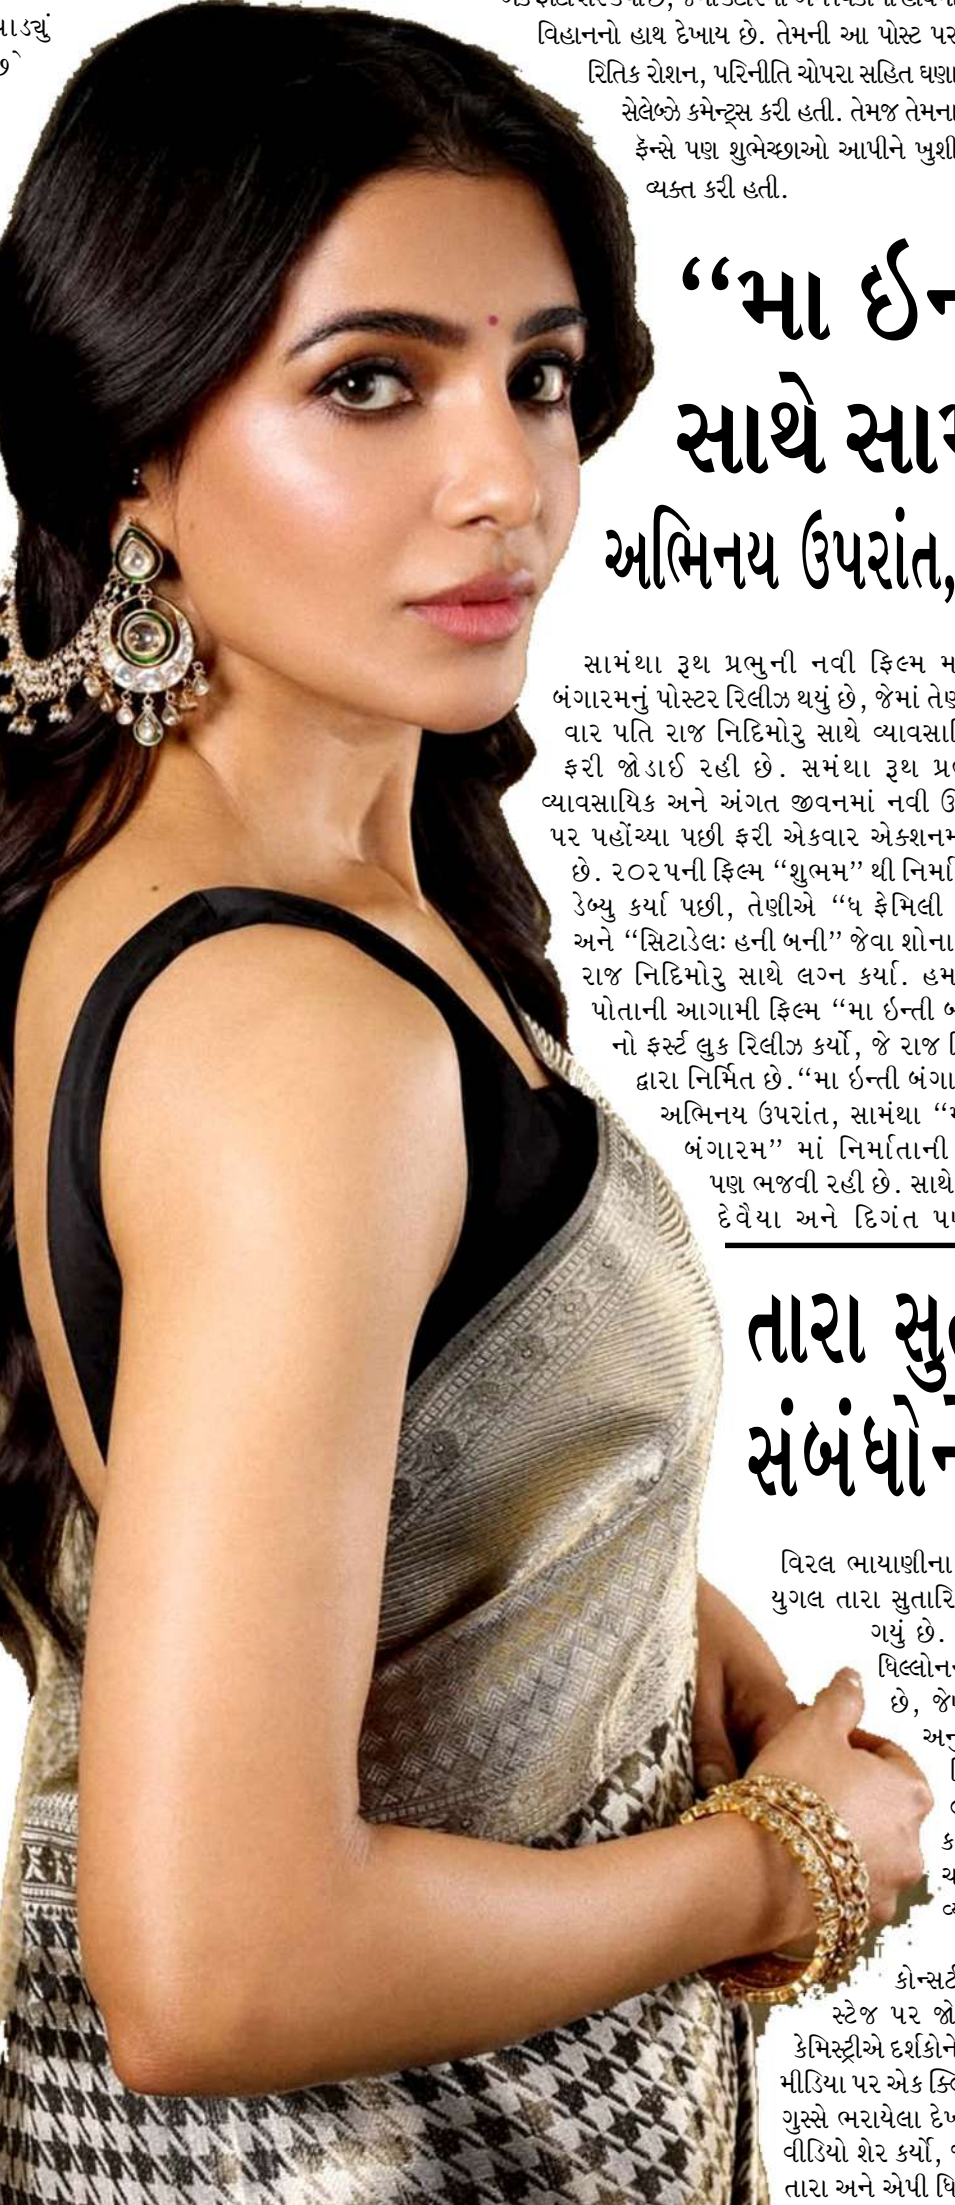 વિહાનનો હાથ દેખાય છે. તેમની આ પોસ્ટ પર
રિતિક રોશન, પરિનીતિ ચોપરા સહિત ઘણા
સેલેબ્ઝે કમેન્ટ્સ કરી હતી. તેમજ તેમના
ફૅન્સે પણ શુભેચ્છાઓ આપીને ખુશી
વ્યક્ત કરી હતી.
“મા ઇન
સાથે સામ
અભિનય ઉપરાંત,
સામંથા રૂથ પ્રભુની નવી ફિલ્મ મ
બંગારમનું પોસ્ટર રિલીઝ થયું છે, જેમાં તેણ
વાર પતિ રાજ નિદિમોરુ સાથે વ્યાવસાિ
ફરી જોડાઈ રહી છે. સમંથા રૂથ પ્ર
વ્યાવસાયિક અને અંગત જીવનમાં નવી ઉ
પર પહોંચ્યા પછી ફરી એકવાર એક્શનમ
છે. ૨૦૨૫ની ફિલ્મ “શુભમ” થી નિર્મા
ડેબ્યુ કર્યા પછી, તેણીએ “ધ ફેમિલી
અને “સિટાડેલઃ હની બની” જેવા શોના
રાજ નિદિમોરુ સાથે લગ્ન કર્યા. હમ
પોતાની આગામી ફિલ્મ “મા ઇન્તી બ
નો ફર્સ્ટ લુક રિલીઝ કર્યો, જે રાજ િ
દ્વારા નિર્મિત છે.“મા ઇન્તી બંગા
અભિનય ઉપરાંત, સામંથા “મ
બંગારમ” માં નિર્માતાની
પણ ભજવી રહી છે. સાથે
દેવૈયા અને દિગંત પ
તારા સુત
સંબંધોન
વિરલ ભાયાણીના
યુગલ તારા સુતારિ
ગયું છે.
ધિલ્લોનન
છે, જે
અનુ
ક
ચ
વ્ય
કોન્સર્ટ
સ્ટેજ પર જો
કેમિસ્ટ્રીએ દર્શકોને
મીડિયા પર એક ક્લિ
ગુસ્સે ભરાયેલા દેખ
વીડિયો શેર કર્યો,
તારા અને એપી ધિ